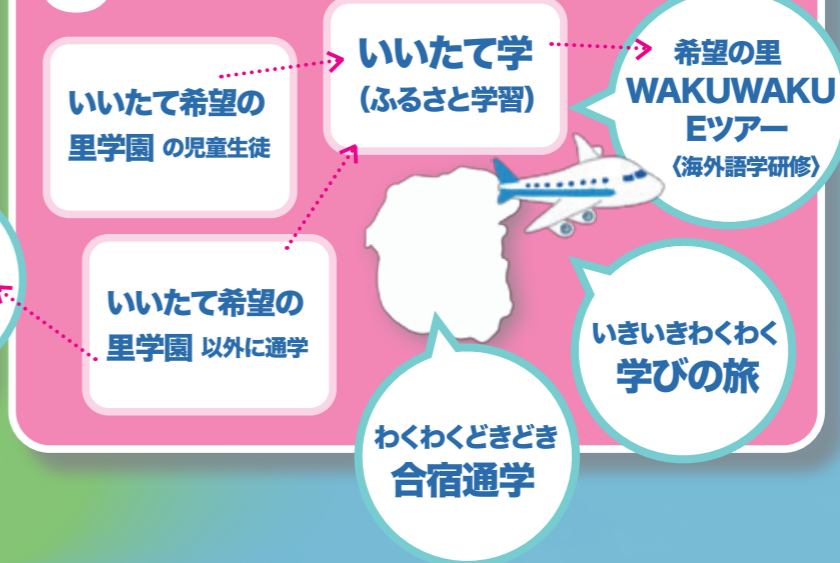 いいたて希望の
里学園 の児童生徒
いいたて学
(ふるさと学習)
希望の里
WAKUWAKU
Eツアー
〈海外語学研修〉
いいたて希望の
里学園 以外に通学
いきいきわくわく
学びの旅
わくわくどきどき
合宿通学